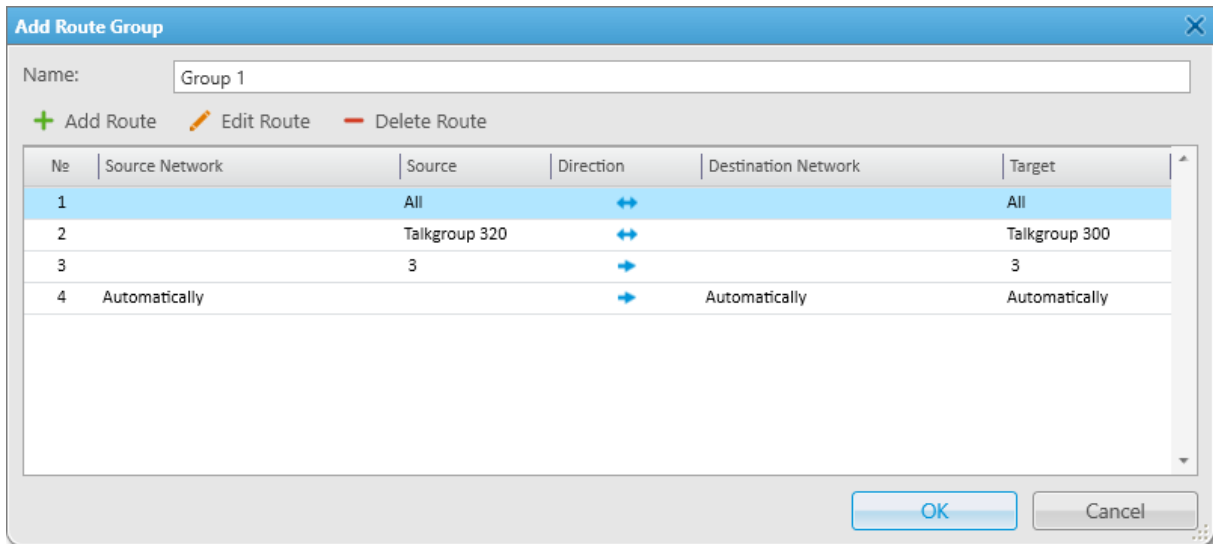 Add Route Group
Name: Group 1
Add Route Edit Route Delete Route
№ Source Network Source Direction Destination Network Target
1 All All
2 Talkgroup 320 Talkgroup 300
3 3 3
4 Automatically Automatically Automatically
OK Cancel